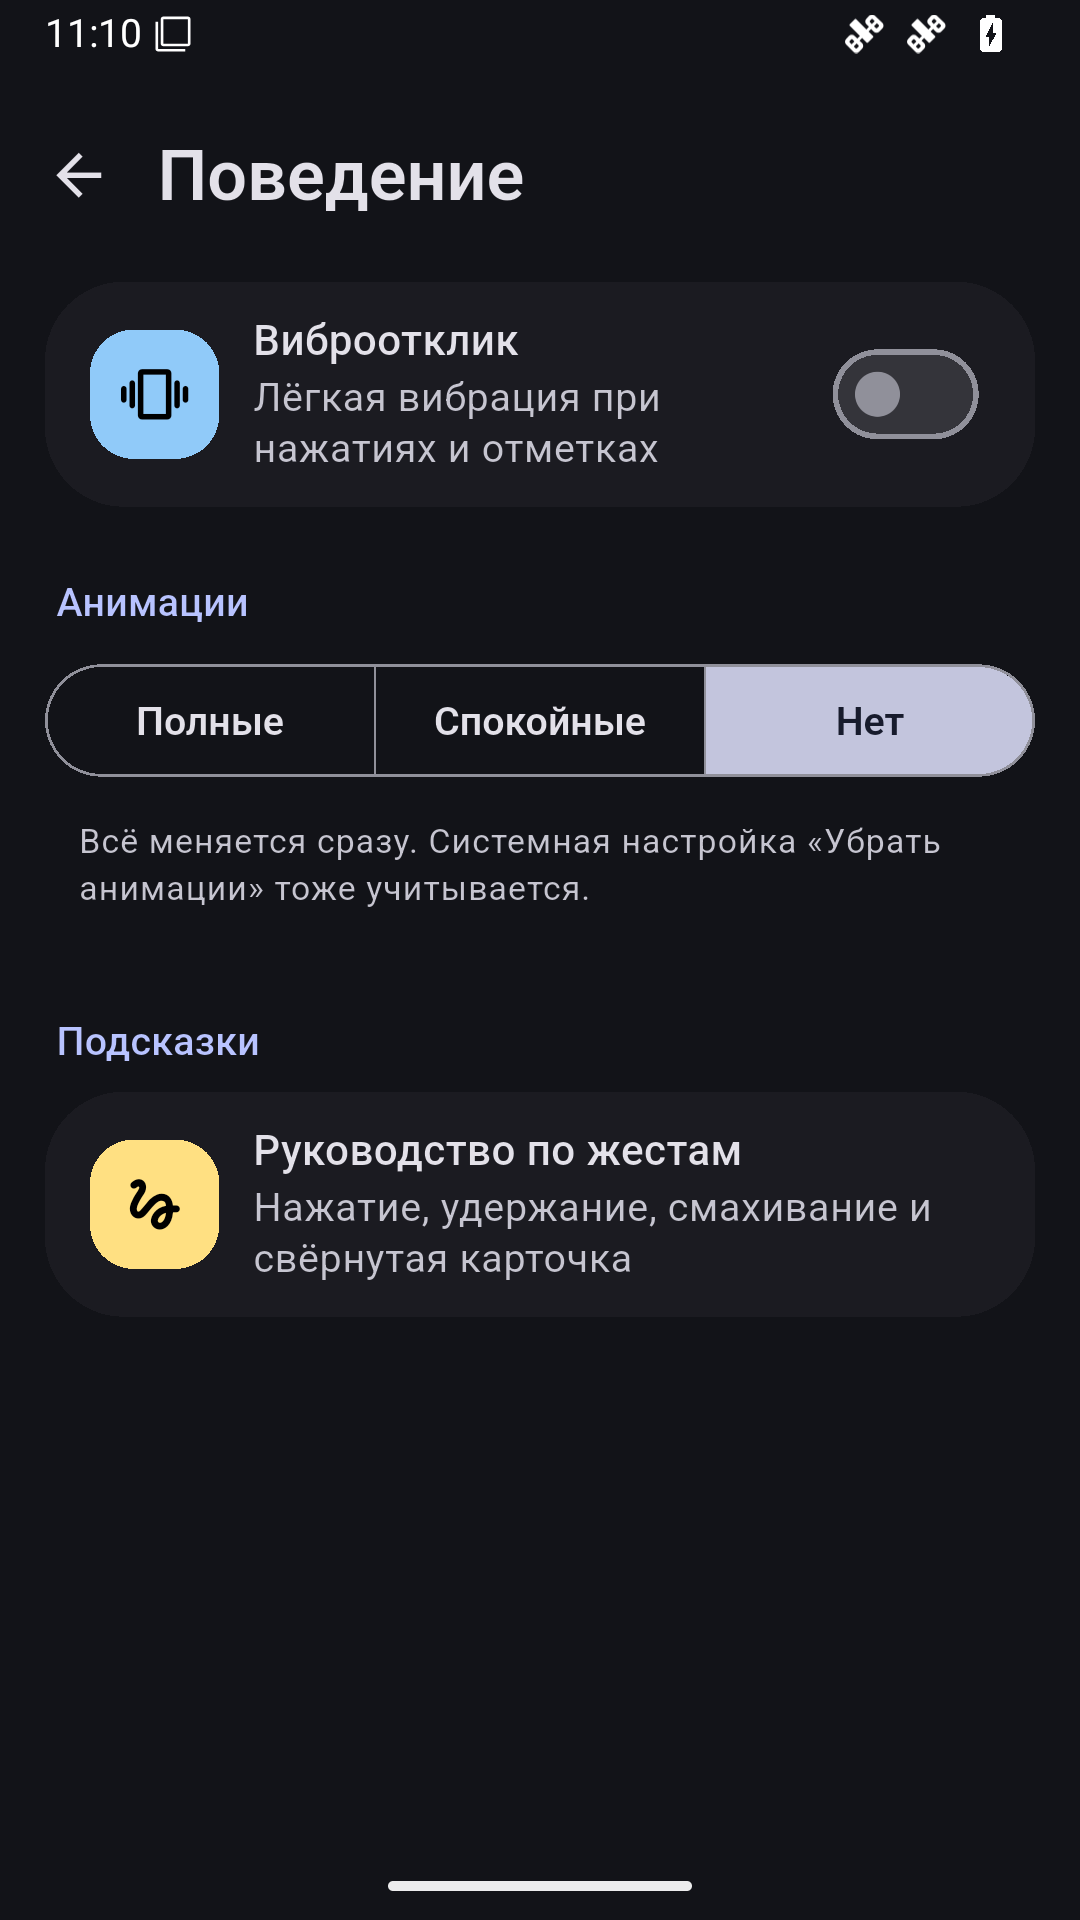 11:10
Поведение
Виброотклик
Лёгкая вибрация при
нажатиях и отметках
Анимации
Полные
Спокойные
Нет
Всё меняется сразу. Системная настройка «Убрать
анимации» тоже учитывается.
Подсказки
Руководство по жестам
Нажатие, удержание, смахивание и
свёрнутая карточка